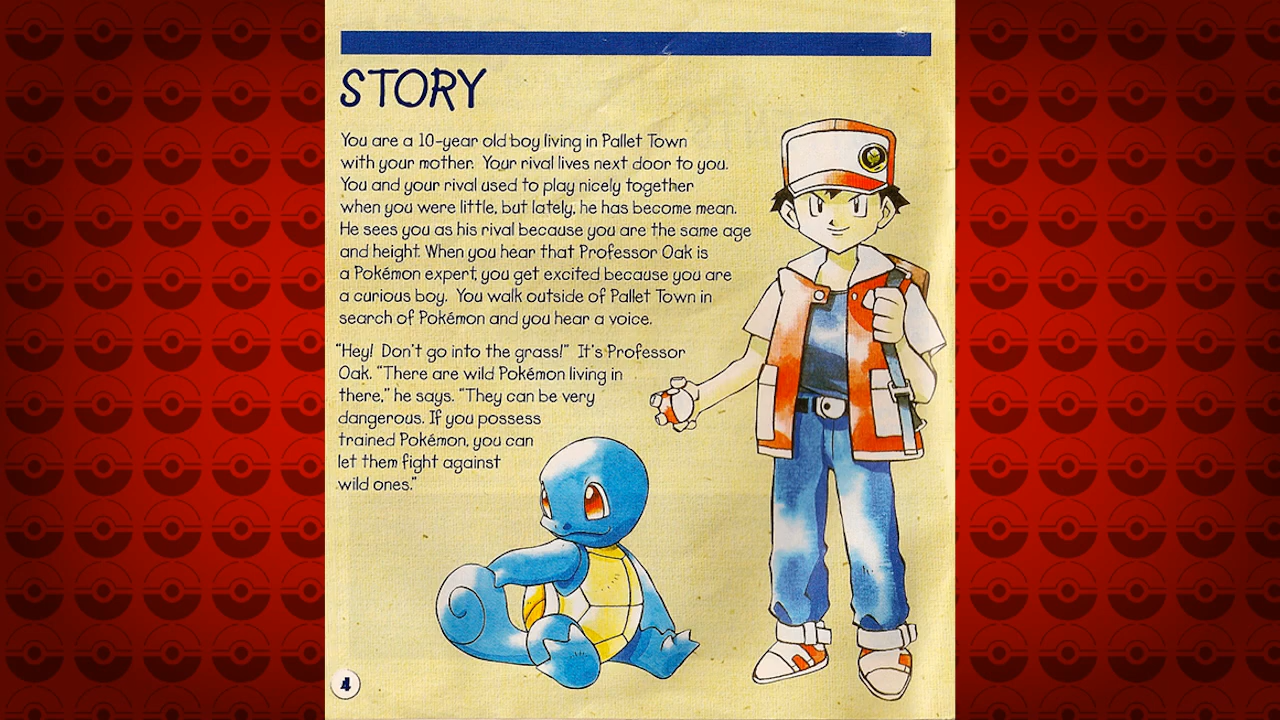 STORY
You are a 10-year old boy living in Pallet Town
with your mother. Your rival lives next door to you.
You and your rival used to play nicely together
when you were little, but lately, he has become mean.
He sees you as his rival because you are the same age
and height. When you hear that Professor Oak is
a Pokémon expert, you get excited because you are
a curious boy. You walk outside of Pallet Town in
search of Pokémon and you hear a voice.
"Hey! Don't go into the grass!" It's Professor
Oak. "There are wild Pokémon living in
there," he says. "They can be very
dangerous. If you possess
trained Pokémon, you can
let them fight against
wild ones."
4